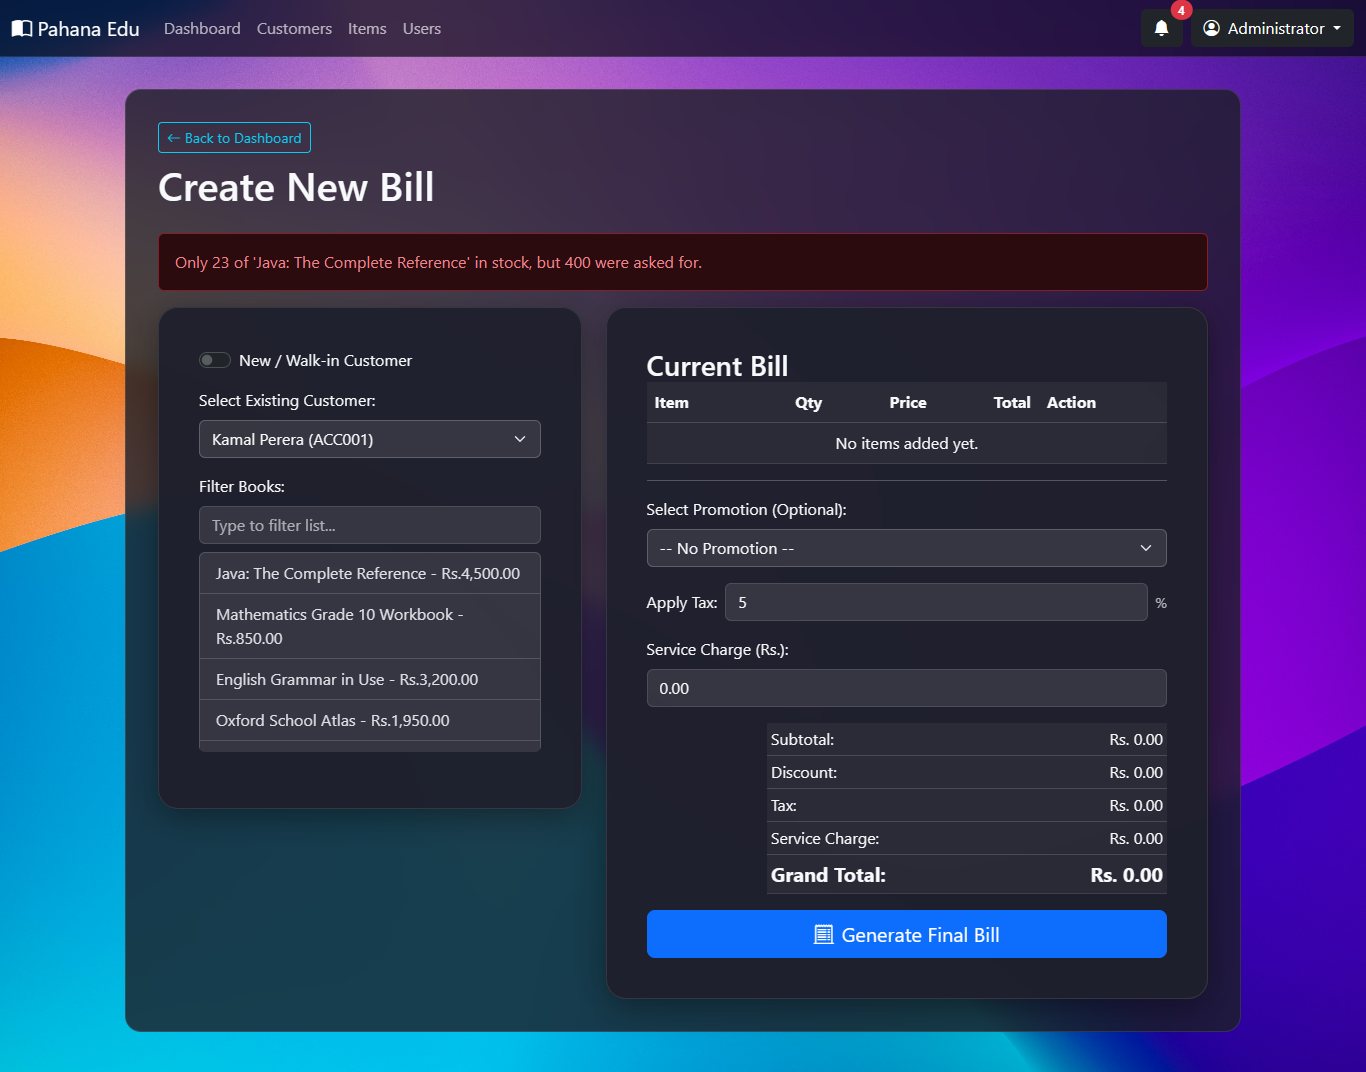 Pahana Edu Dashboard Customers Items Users 4 Administrator
← Back to Dashboard
Create New Bill
Only 23 of 'Java: The Complete Reference' in stock, but 400 were asked for.
New / Walk-in Customer
Select Existing Customer:
Kamal Perera (ACC001)
Filter Books:
Type to filter list...
Java: The Complete Reference - Rs.4,500.00
Mathematics Grade 10 Workbook -
Rs.850.00
English Grammar in Use - Rs.3,200.00
Oxford School Atlas - Rs.1,950.00
Current Bill
Item Qty Price Total Action
No items added yet.
Select Promotion (Optional):
-- No Promotion --
Apply Tax: 5 %
Service Charge (Rs.):
0.00
Subtotal: Rs. 0.00
Discount: Rs. 0.00
Tax: Rs. 0.00
Service Charge: Rs. 0.00
Grand Total: Rs. 0.00
Generate Final Bill